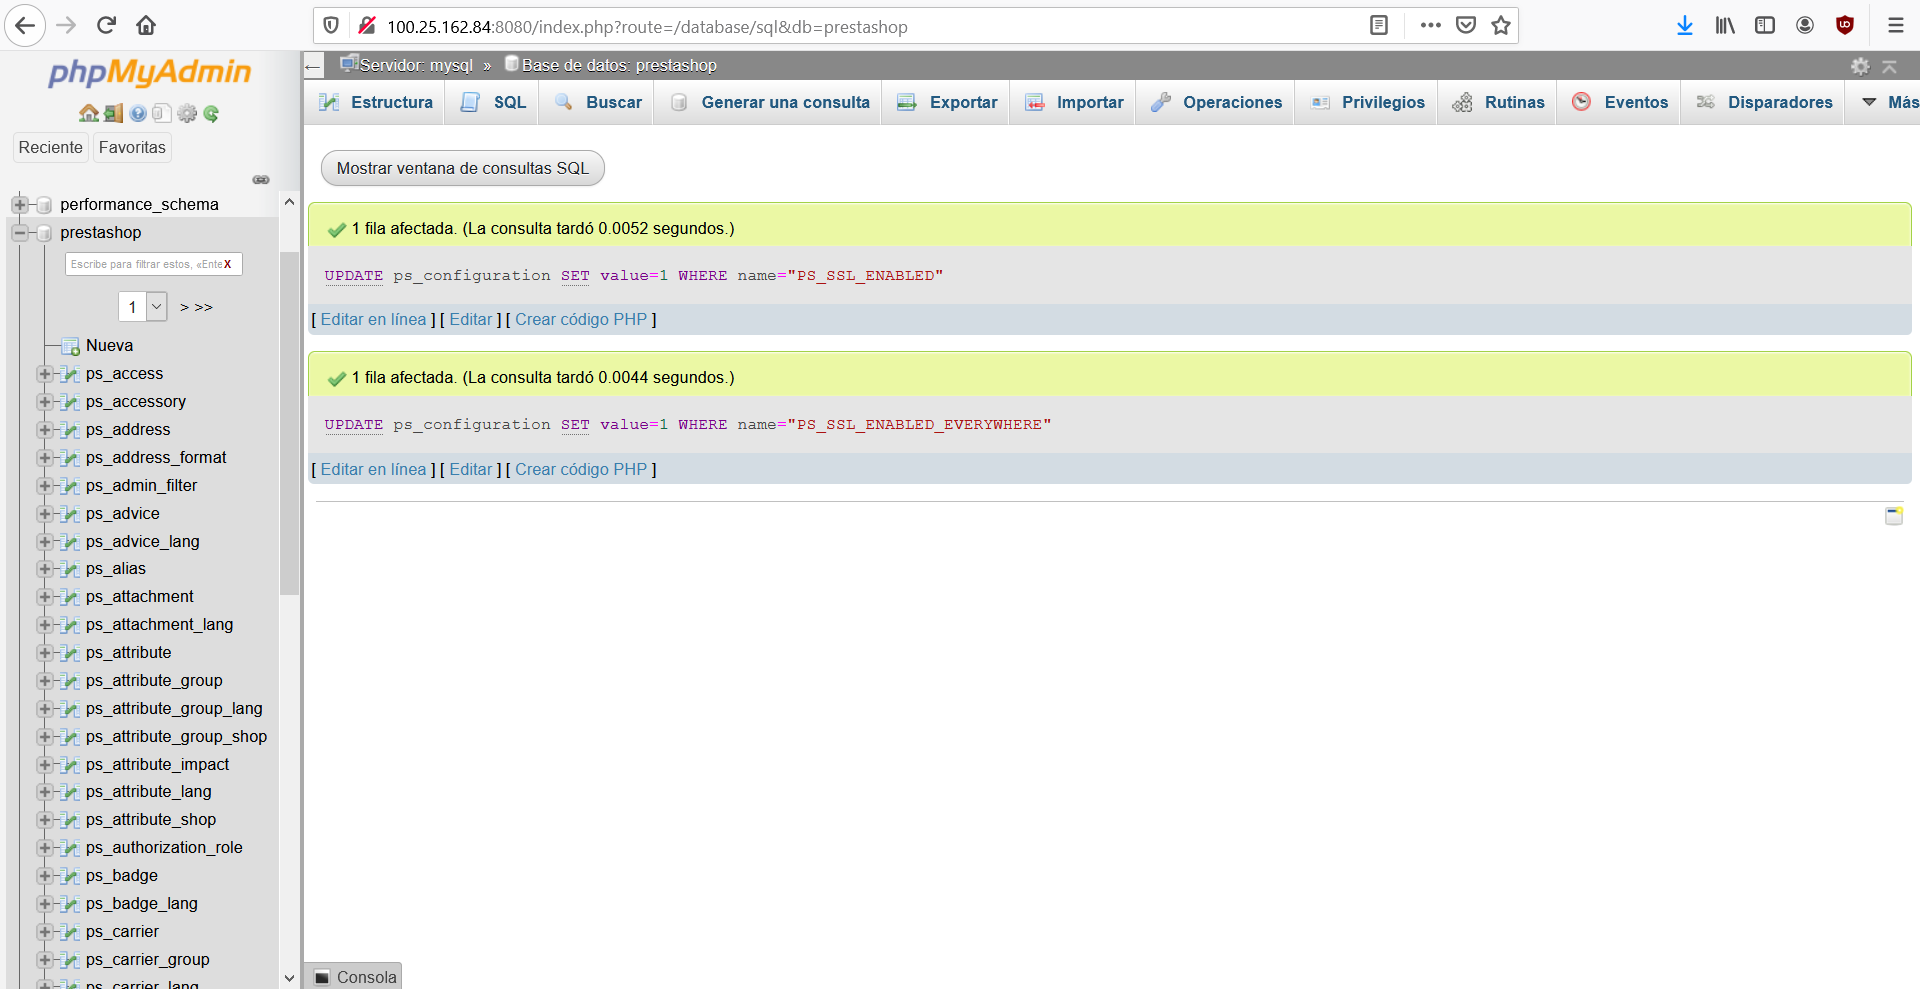 100.25.162.84:8080/index.php?route=/database/sql&db=prestashop
phpMyAdmin
Reciente
Favoritas
performance_schema
prestashop
Escribe para filtrar estos, «Ente
X
1
> >>
Nueva
ps_access
ps_accessory
ps_address
ps_address_format
ps_admin_filter
ps_advice
ps_advice_lang
ps_alias
ps_attachment
ps_attachment_lang
ps_attribute
ps_attribute_group
ps_attribute_group_lang
ps_attribute_group_shop
ps_attribute_impact
ps_attribute_lang
ps_attribute_shop
ps_authorization_role
ps_badge
ps_badge_lang
ps_carrier
ps_carrier_group
ps_carrier_lang
Servidor: mysql » Base de datos: prestashop
Estructura
SQL
Buscar
Generar una consulta
Exportar
Importar
Operaciones
Privilegios
Rutinas
Eventos
Disparadores
Más
Mostrar ventana de consultas SQL
1 fila afectada. (La consulta tardó 0.0052 segundos.)
UPDATE ps_configuration SET value=1 WHERE name="PS_SSL_ENABLED"
[ Editar en línea ] [ Editar ] [ Crear código PHP ]
1 fila afectada. (La consulta tardó 0.0044 segundos.)
UPDATE ps_configuration SET value=1 WHERE name="PS_SSL_ENABLED_EVERYWHERE"
[ Editar en línea ] [ Editar ] [ Crear código PHP ]
Consola